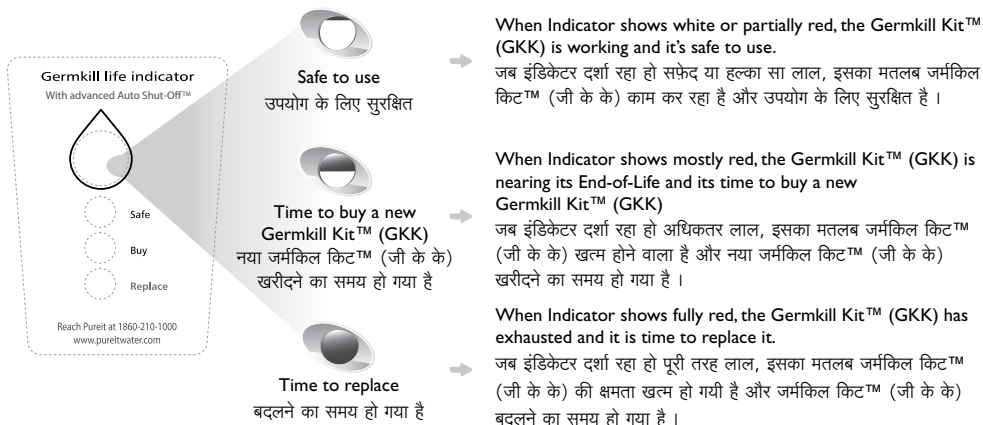 Germkill life indicator
With advanced Auto Shut-Off™
Safe
Buy
Replace
Reach Pureit at 1860-210-1000
www.pureitwater.com
Safe to use
उपयोग के लिए सुरक्षित
When Indicator shows white or partially red, the Germkill Kit™
(GKK) is working and it's safe to use.
जब इंडिकेटर दर्शा रहा हो सफ़ेद या हल्का सा लाल, इसका मतलब जर्मकिल
किट™ (जी के के) काम कर रहा है और उपयोग के लिए सुरक्षित है ।
Time to buy a new
Germkill Kit™ (GKK)
नया जर्मकिल किट™ (जी के के)
खरीदने का समय हो गया है
When Indicator shows mostly red, the Germkill Kit™ (GKK) is
nearing its End-of-Life and its time to buy a new
Germkill Kit™ (GKK)
जब इंडिकेटर दर्शा रहा हो अधिकतर लाल, इसका मतलब जर्मकिल किट™
(जी के के) खत्म होने वाला है और नया जर्मकिल किट™ (जी के के)
खरीदने का समय हो गया है ।
Time to replace
बदलने का समय हो गया है
When Indicator shows fully red, the Germkill Kit™ (GKK) has
exhausted and it is time to replace it.
जब इंडिकेटर दर्शा रहा हो पूरी तरह लाल, इसका मतलब जर्मकिल किट™
(जी के के) की क्षमता खत्म हो गयी है और जर्मकिल किट™ (जी के के)
बदलने का समय हो गया है ।